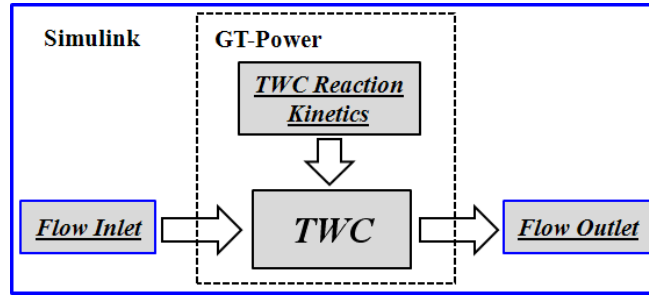 Simulink
GT-Power
TWC Reaction
Kinetics
Flow Inlet
TWC
Flow Outlet